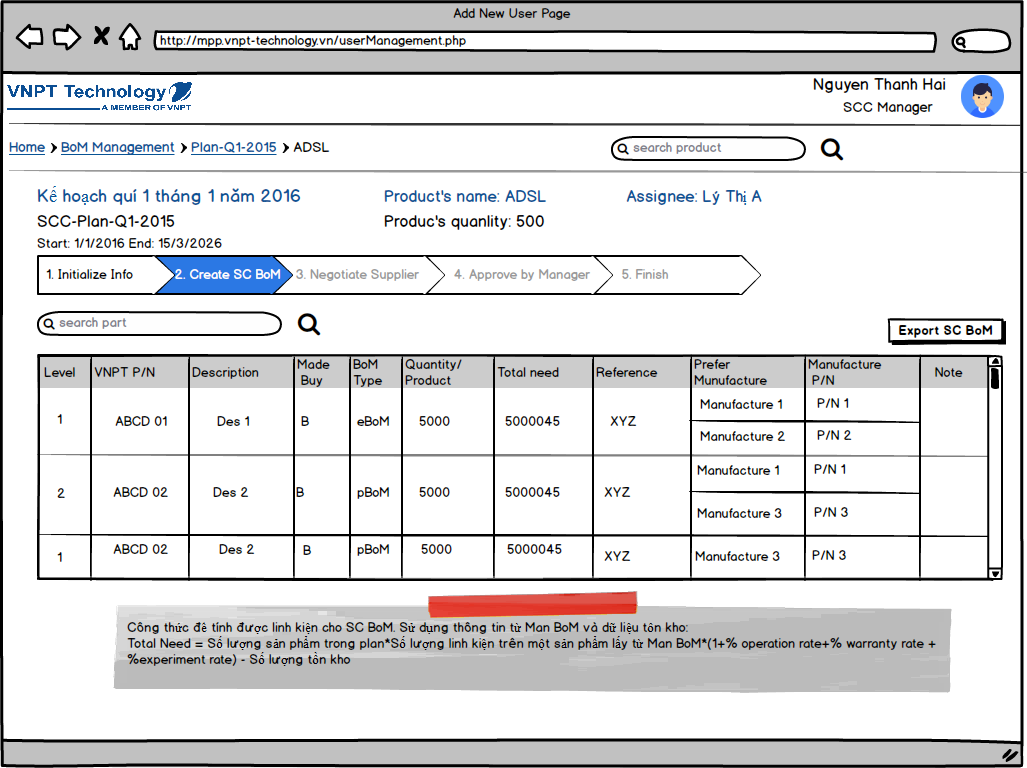 Add New User Page
http://mpp.vnpt-technology.vn/userManagement.php
VNPT Technology
A MEMBER OF VNPT
Nguyen Thanh Hai
SCC Manager
Home > BoM Management > Plan-Q1-2015 > ADSL
search product
Kế hoạch quí 1 tháng 1 năm 2016
Product's name: ADSL
Assignee: Lý Thị A
SCC-Plan-Q1-2015
Produc's quanlity: 500
Start: 1/1/2016 End: 15/3/2026
1. Initialize Info
2. Create SC BoM
3. Negotiate Supplier
4. Approve by Manager
5. Finish
search part
Export SC BoM
Level
VNPT P/N
Description
Made
Buy
BoM
Type
Quantity/
Product
Total need
Reference
Prefer
Munufacture
Manufacture
P/N
Note
1
ABCD 01
Des 1
B
eBoM
5000
5000045
XYZ
Manufacture 1
P/N 1
Manufacture 2
P/N 2
2
ABCD 02
Des 2
B
pBoM
5000
5000045
XYZ
Manufacture 1
P/N 1
Manufacture 3
P/N 3
1
ABCD 02
Des 2
B
pBoM
5000
5000045
XYZ
Manufacture 3
P/N 3
Công thức để tính được linh kiện cho SC BoM. Sử dụng thông tin từ Man BoM và dữ liệu tồn kho:
Total Need = Số lượng sản phẩm trong plan*Số lượng linh kiện trên một sản phẩm lấy từ Man BoM*(1+% operation rate+% warranty rate +
%experiment rate) - Số lượng tồn kho